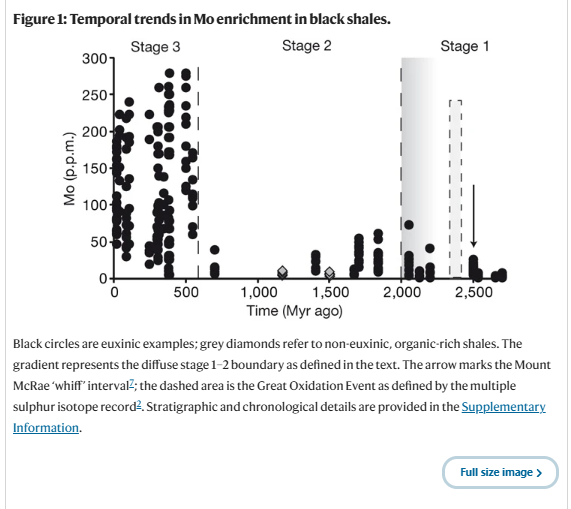 Figure 1: Temporal trends in Mo enrichment in black shales.
Stage 3 Stage 2 Stage 1
300
250
200
150
100
50
0
Mo (p.p.m.)
0 500 1,000 1,500 2,000 2,500
Time (Myr ago)
Black circles are euxinic examples; grey diamonds refer to non-euxinic, organic-rich shales. The
gradient represents the diffuse stage 1–2 boundary as defined in the text. The arrow marks the Mount
McRae ‘whiff’ interval7; the dashed area is the Great Oxidation Event as defined by the multiple
sulphur isotope record2. Stratigraphic and chronological details are provided in the Supplementary
Information.
Full size image >